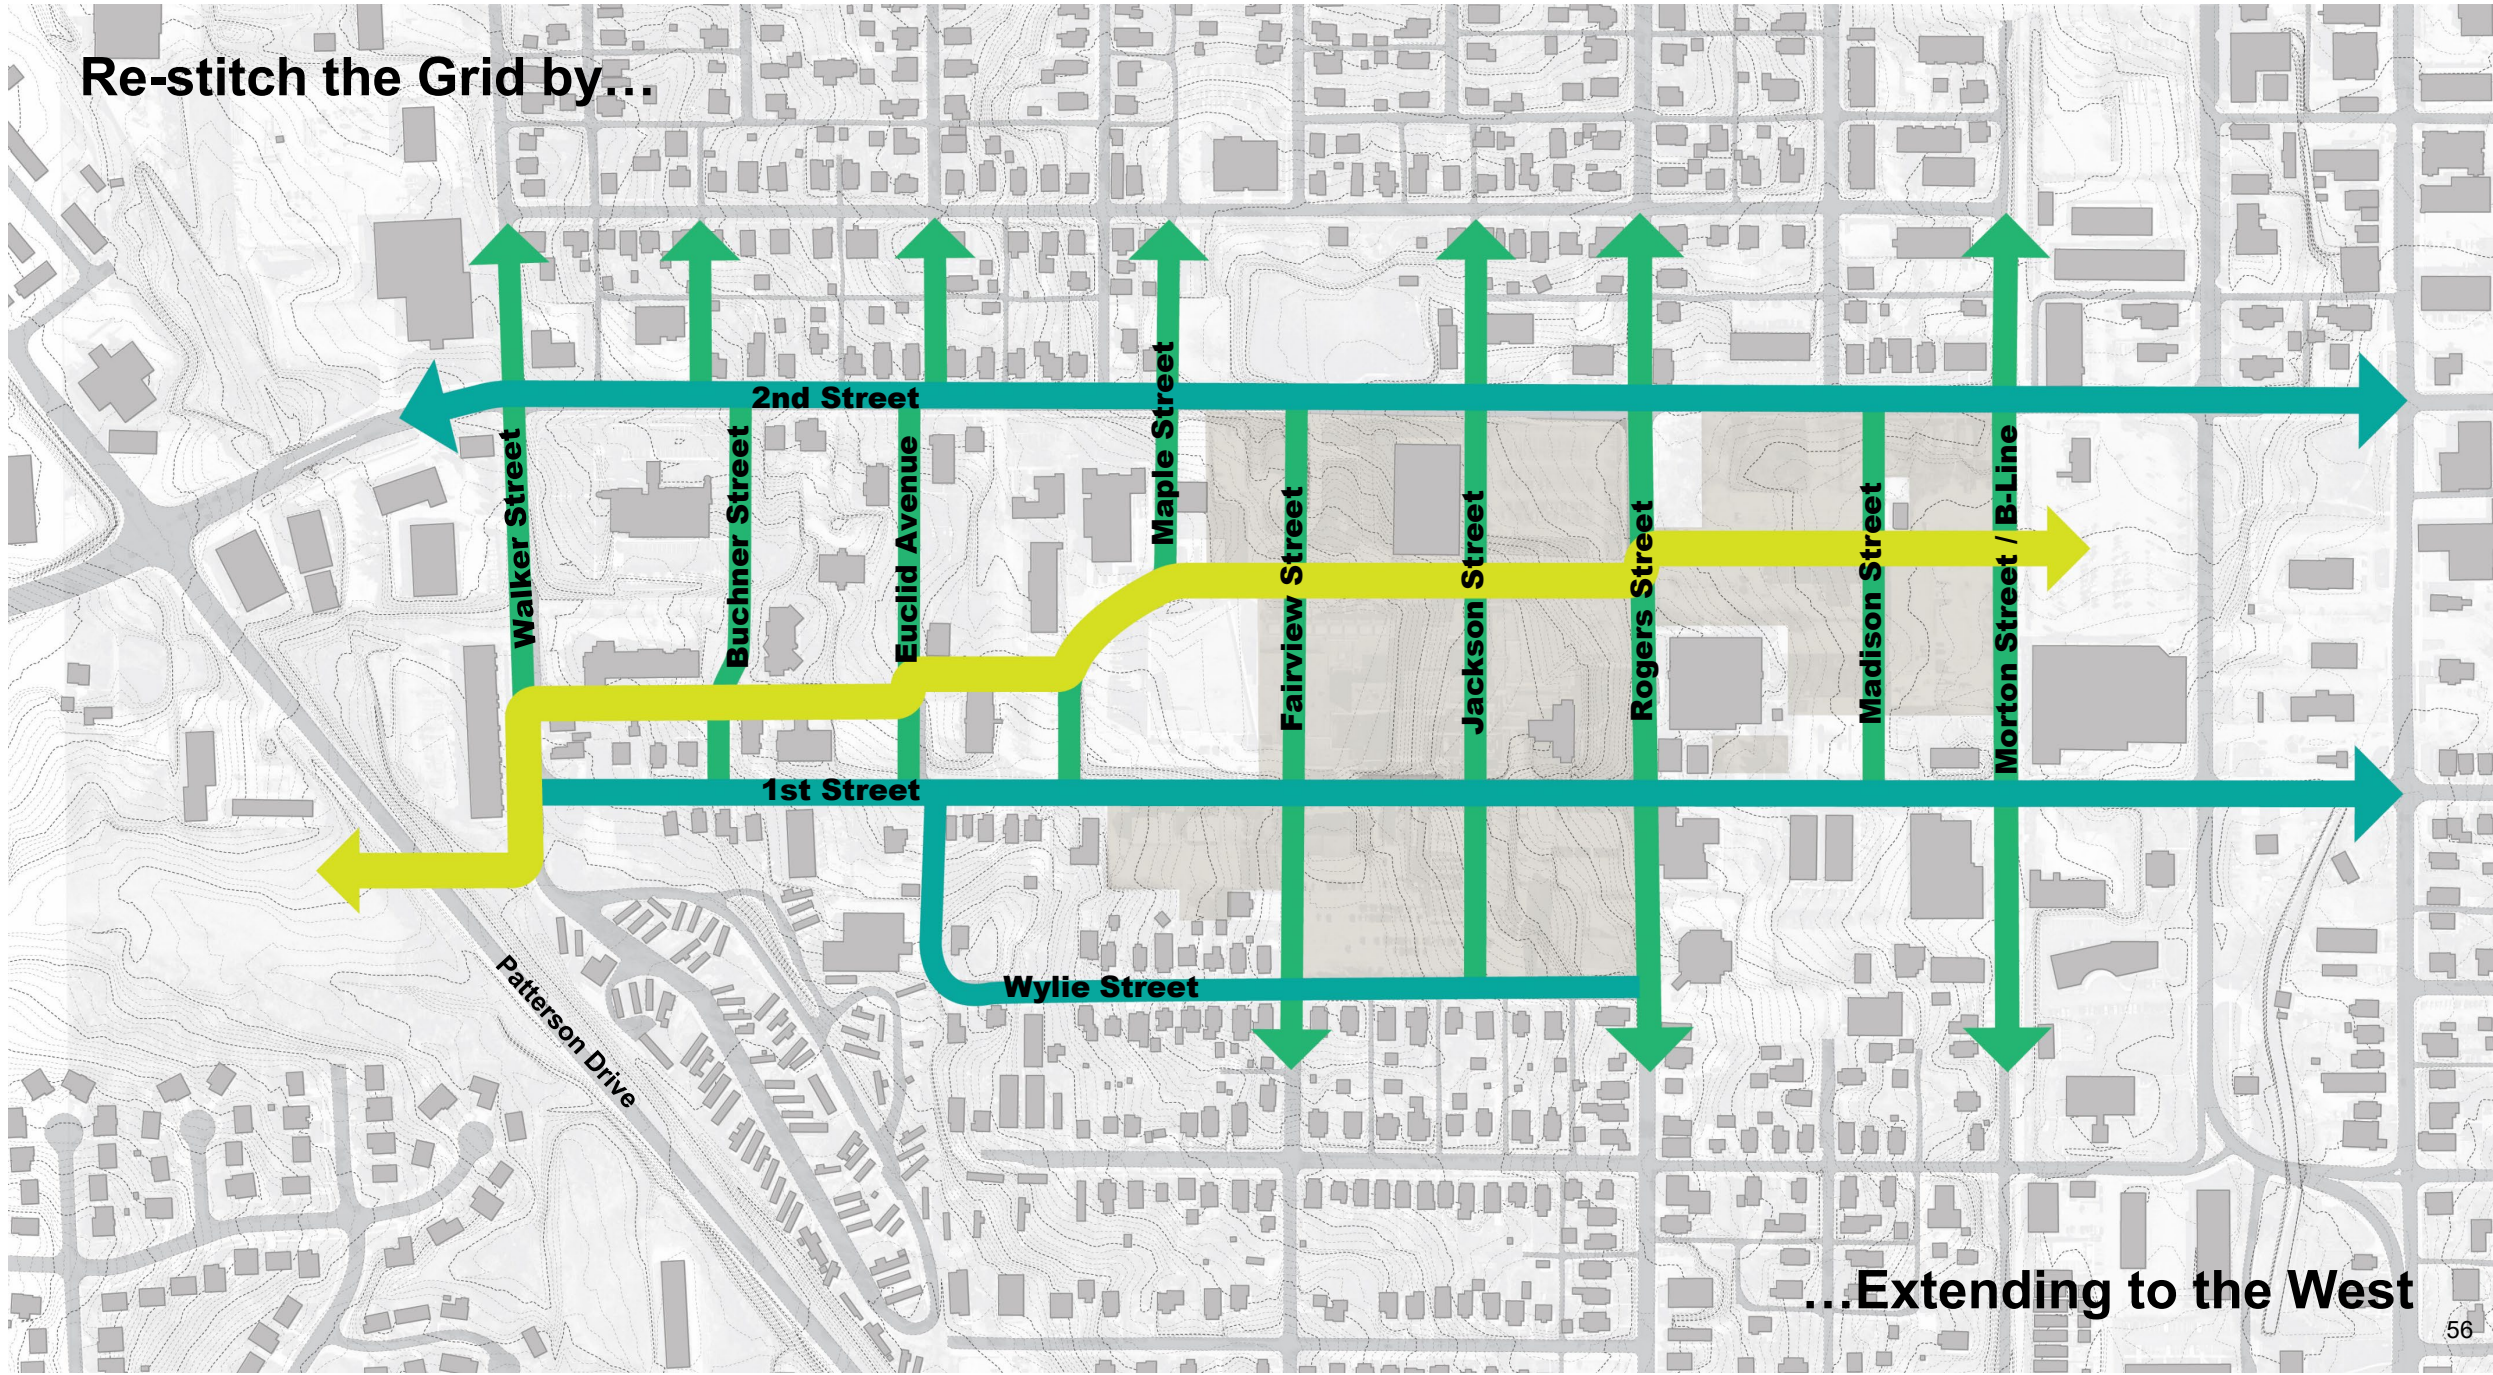 Re-stitch the Grid by…
2nd Street
Walker Street
Buchner Street
Euclid Avenue
Maple Street
Fairview Street
Jackson Street
Rogers Street
Madison Street
Morton Street / B-Line
1st Street
Wylie Street
Patterson Drive
…Extending to the West
56